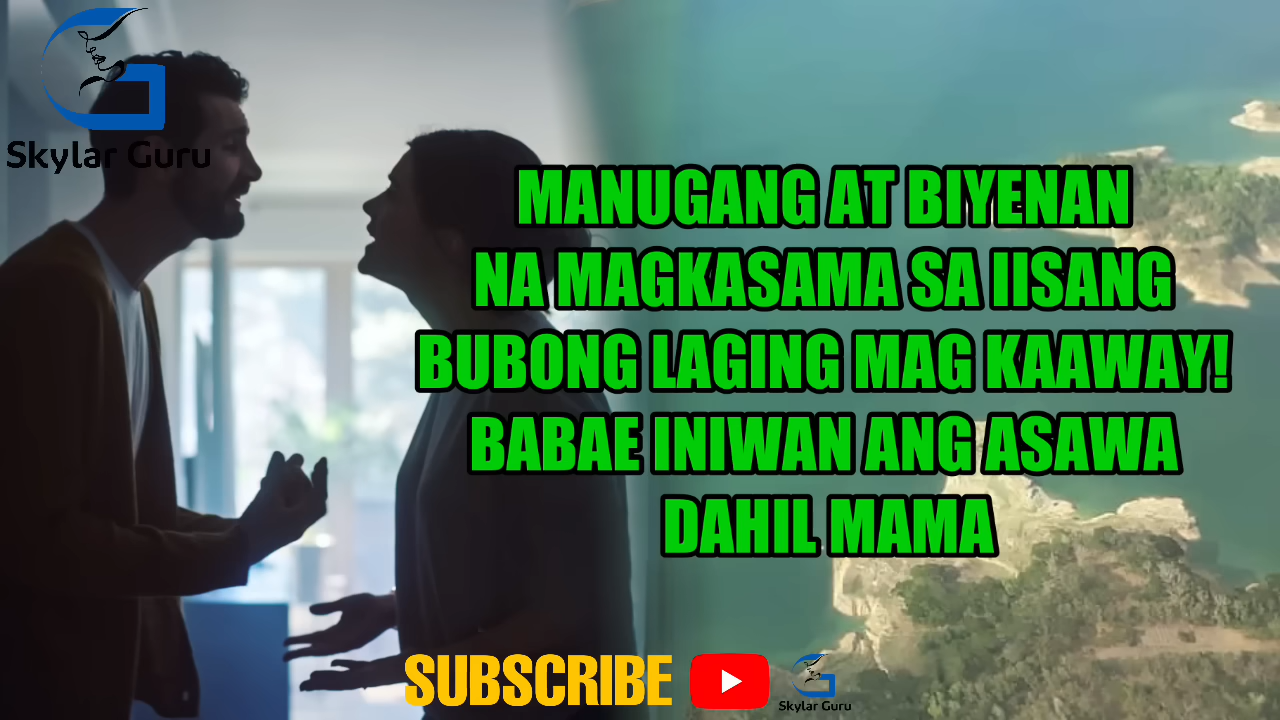 Skylar Guru
MANUGANG AT BIYENAN
NA MAGKASAMA SA IISANG
BUBONG LAGING MAG KAAWAY!
BABAE INIWAN ANG ASAWA
DAHIL MAMA
SUBSCRIBE
Skylar Guru